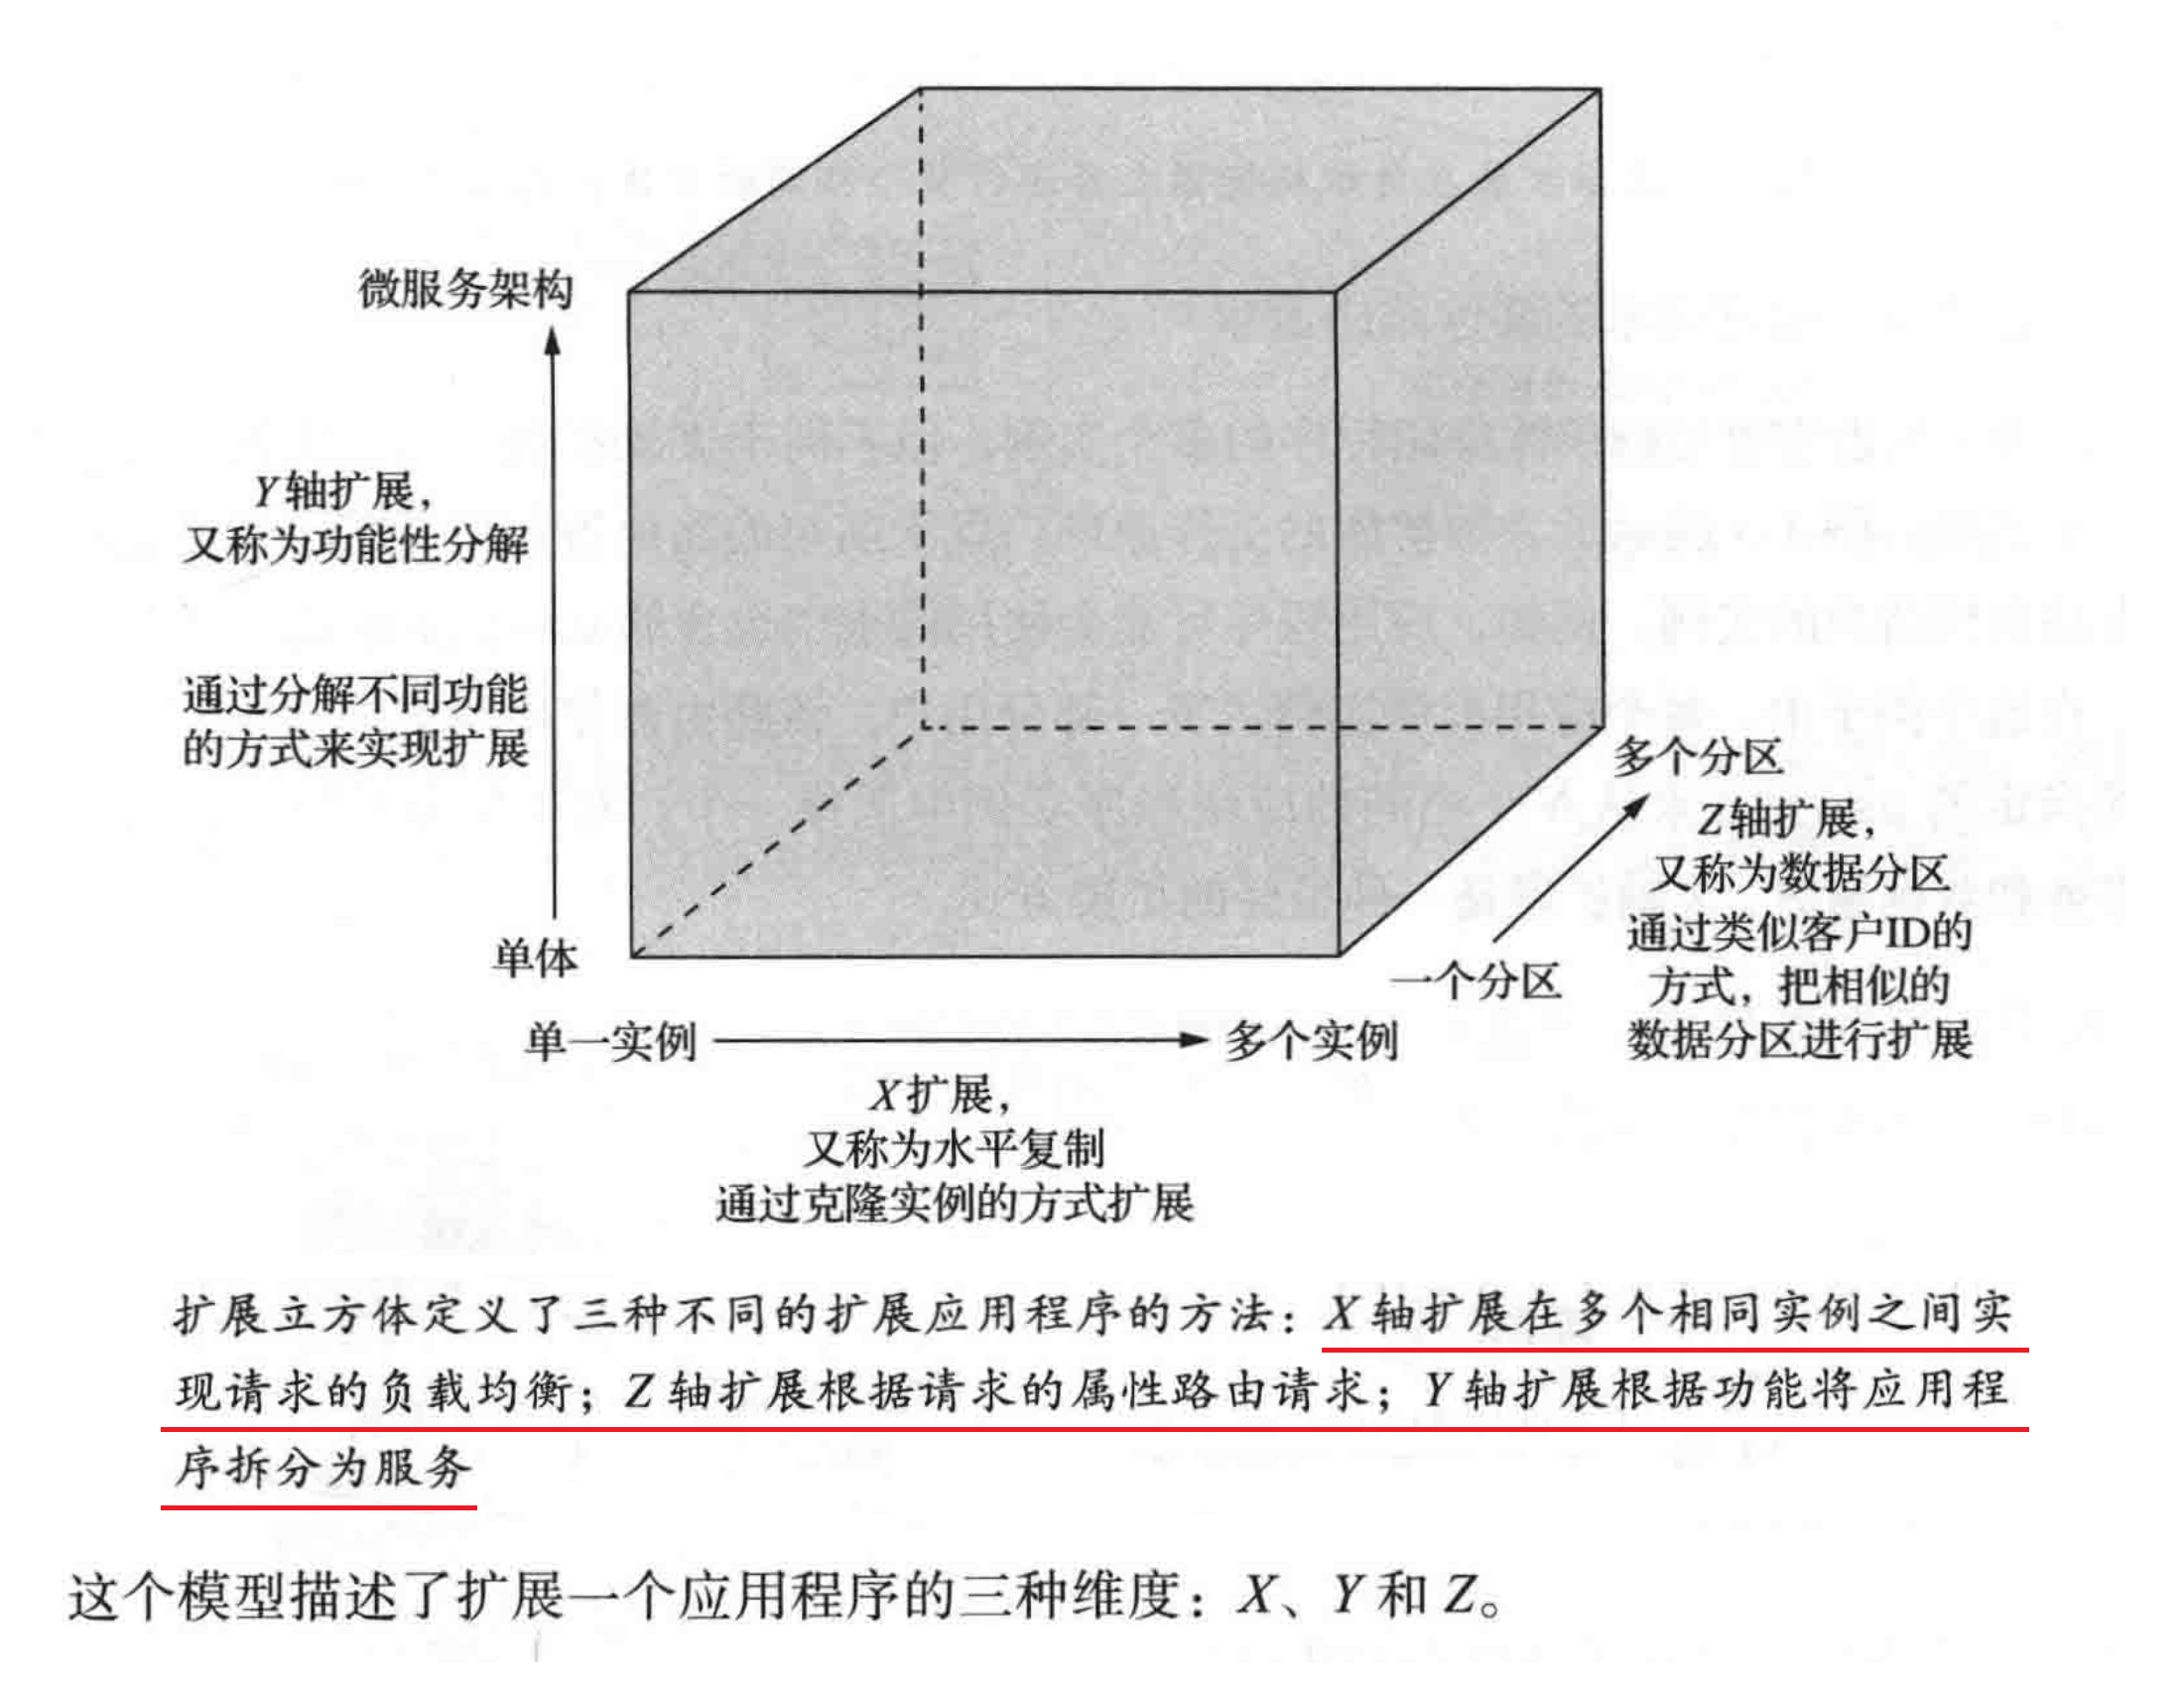 微服务架构
Y轴扩展，
又称为功能性分解
通过分解不同功能
的方式来实现扩展
单体
多个分区
Z轴扩展，
又称为数据分区
通过类似客户ID的
方式，把相似的
数据分区进行扩展
一个分区
单一实例
多个实例
X扩展，
又称为水平复制
通过克隆实例的方式扩展
扩展立方体定义了三种不同的扩展应用程序的方法：X轴扩展在多个相同实例之间实
现请求的负载均衡；Z轴扩展根据请求的属性路由请求；Y轴扩展根据功能将应用程
序拆分为服务
这个模型描述了扩展一个应用程序的三种维度：X、Y和Z。